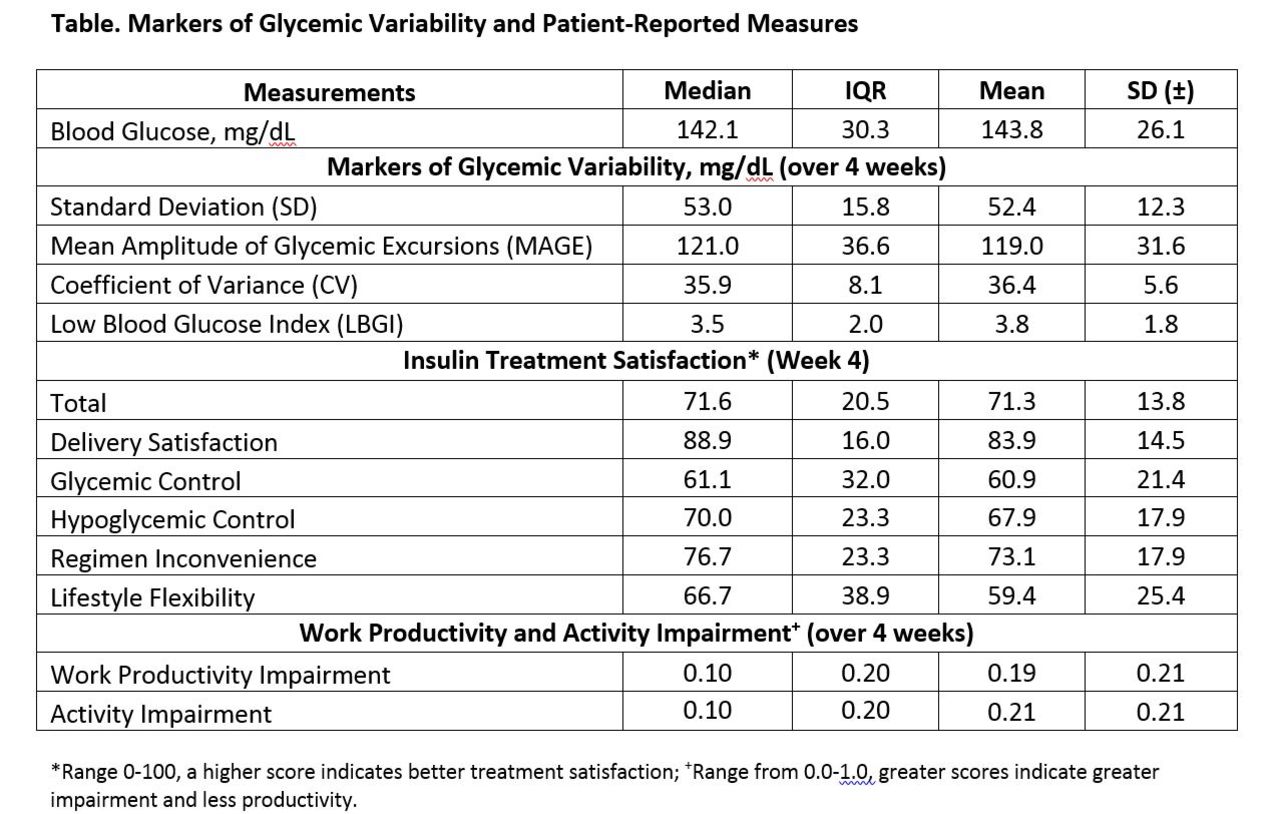 Table. Markers of Glycemic Variability and Patient-Reported Measures
Measurements Median IQR Mean SD (±)
Blood Glucose, mg/dL 142.1 30.3 143.8 26.1
Markers of Glycemic Variability, mg/dL (over 4 weeks)
Standard Deviation (SD) 53.0 15.8 52.4 12.3
Mean Amplitude of Glycemic Excursions (MAGE) 121.0 36.6 119.0 31.6
Coefficient of Variance (CV) 35.9 8.1 36.4 5.6
Low Blood Glucose Index (LBGI) 3.5 2.0 3.8 1.8
Insulin Treatment Satisfaction* (Week 4)
Total 71.6 20.5 71.3 13.8
Delivery Satisfaction 88.9 16.0 83.9 14.5
Glycemic Control 61.1 32.0 60.9 21.4
Hypoglycemic Control 70.0 23.3 67.9 17.9
Regimen Inconvenience 76.7 23.3 73.1 17.9
Lifestyle Flexibility 66.7 38.9 59.4 25.4
Work Productivity and Activity Impairment⁺ (over 4 weeks)
Work Productivity Impairment 0.10 0.20 0.19 0.21
Activity Impairment 0.10 0.20 0.21 0.21
*Range 0-100, a higher score indicates better treatment satisfaction; ⁺Range from 0.0-1.0, greater scores indicate greater
impairment and less productivity.